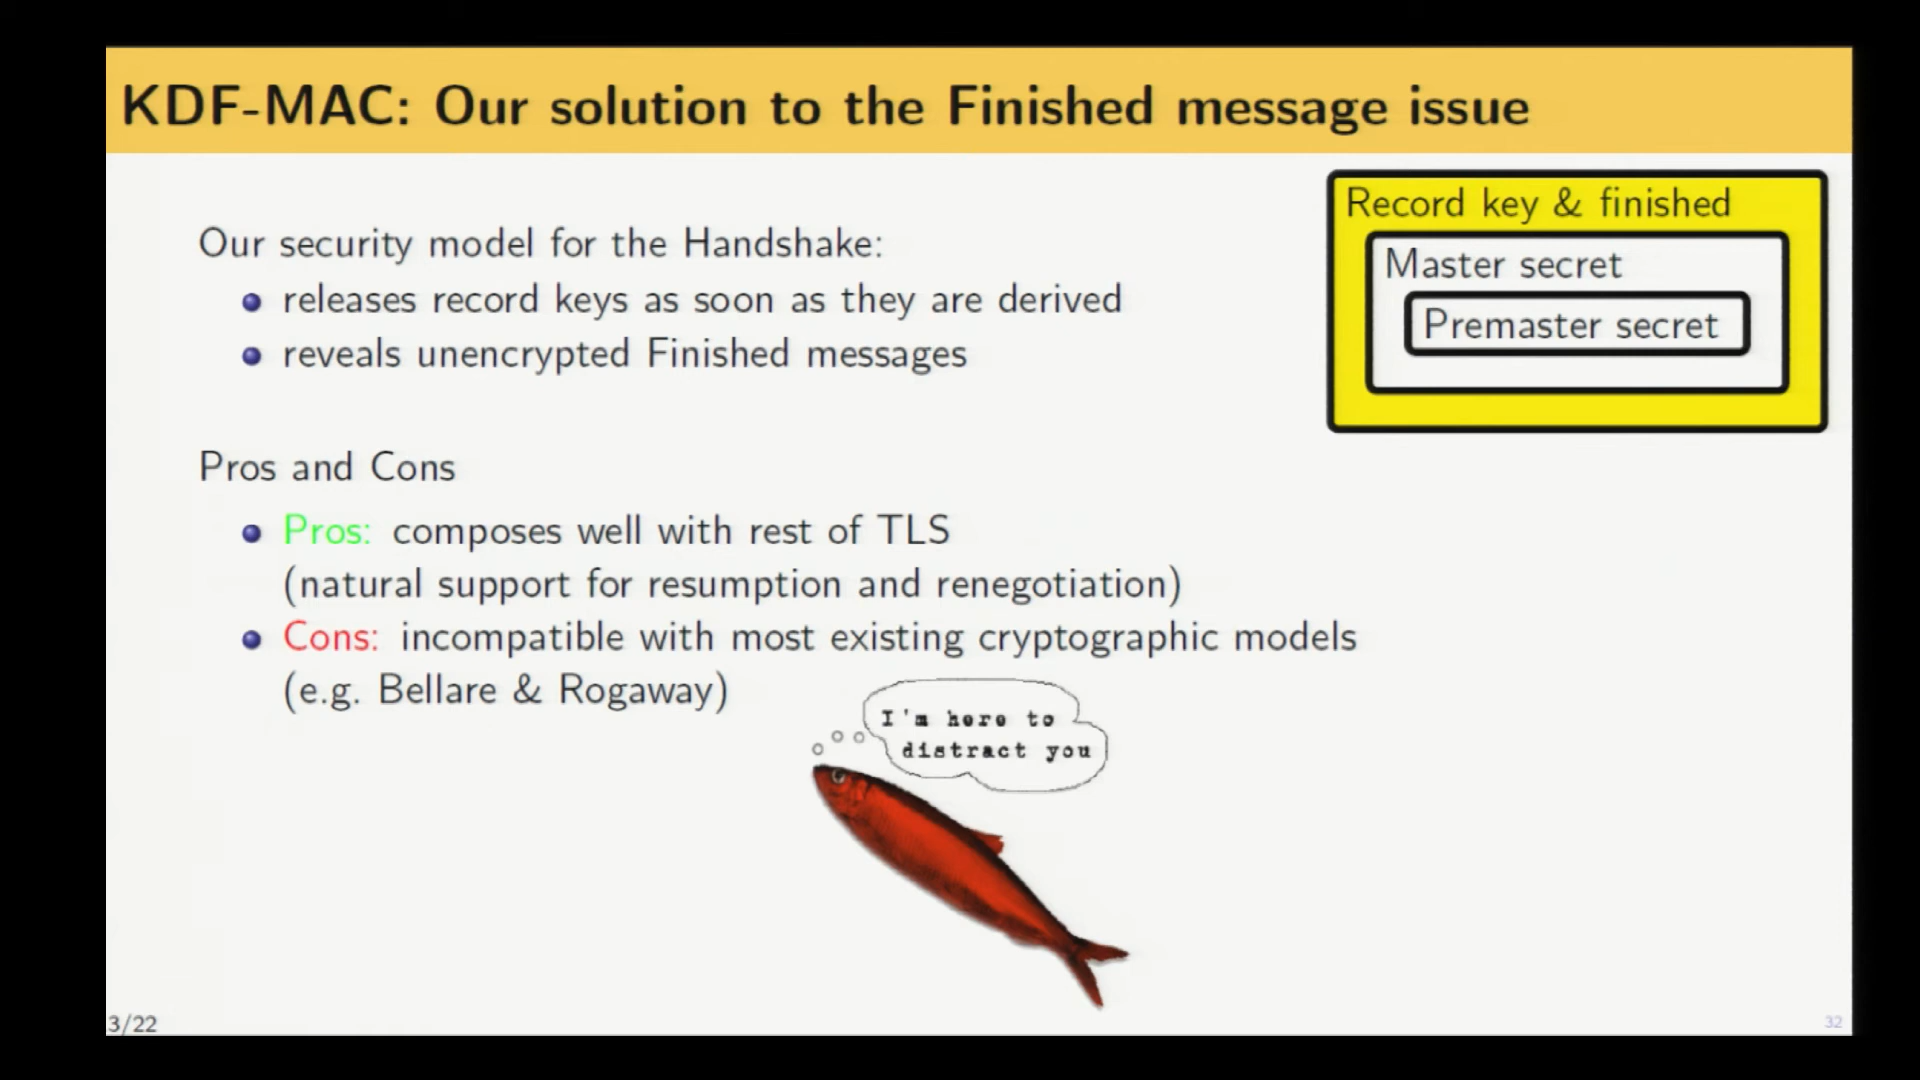 KDF-MAC: Our solution to the Finished message issue
Record key & finished
Master secret
Premaster secret
Our security model for the Handshake:
releases record keys as soon as they are derived
reveals unencrypted Finished messages
Pros and Cons
Pros: composes well with rest of TLS
(natural support for resumption and renegotiation)
Cons: incompatible with most existing cryptographic models
(e.g. Bellare & Rogaway)
I'm here to
distract you
3/22
32